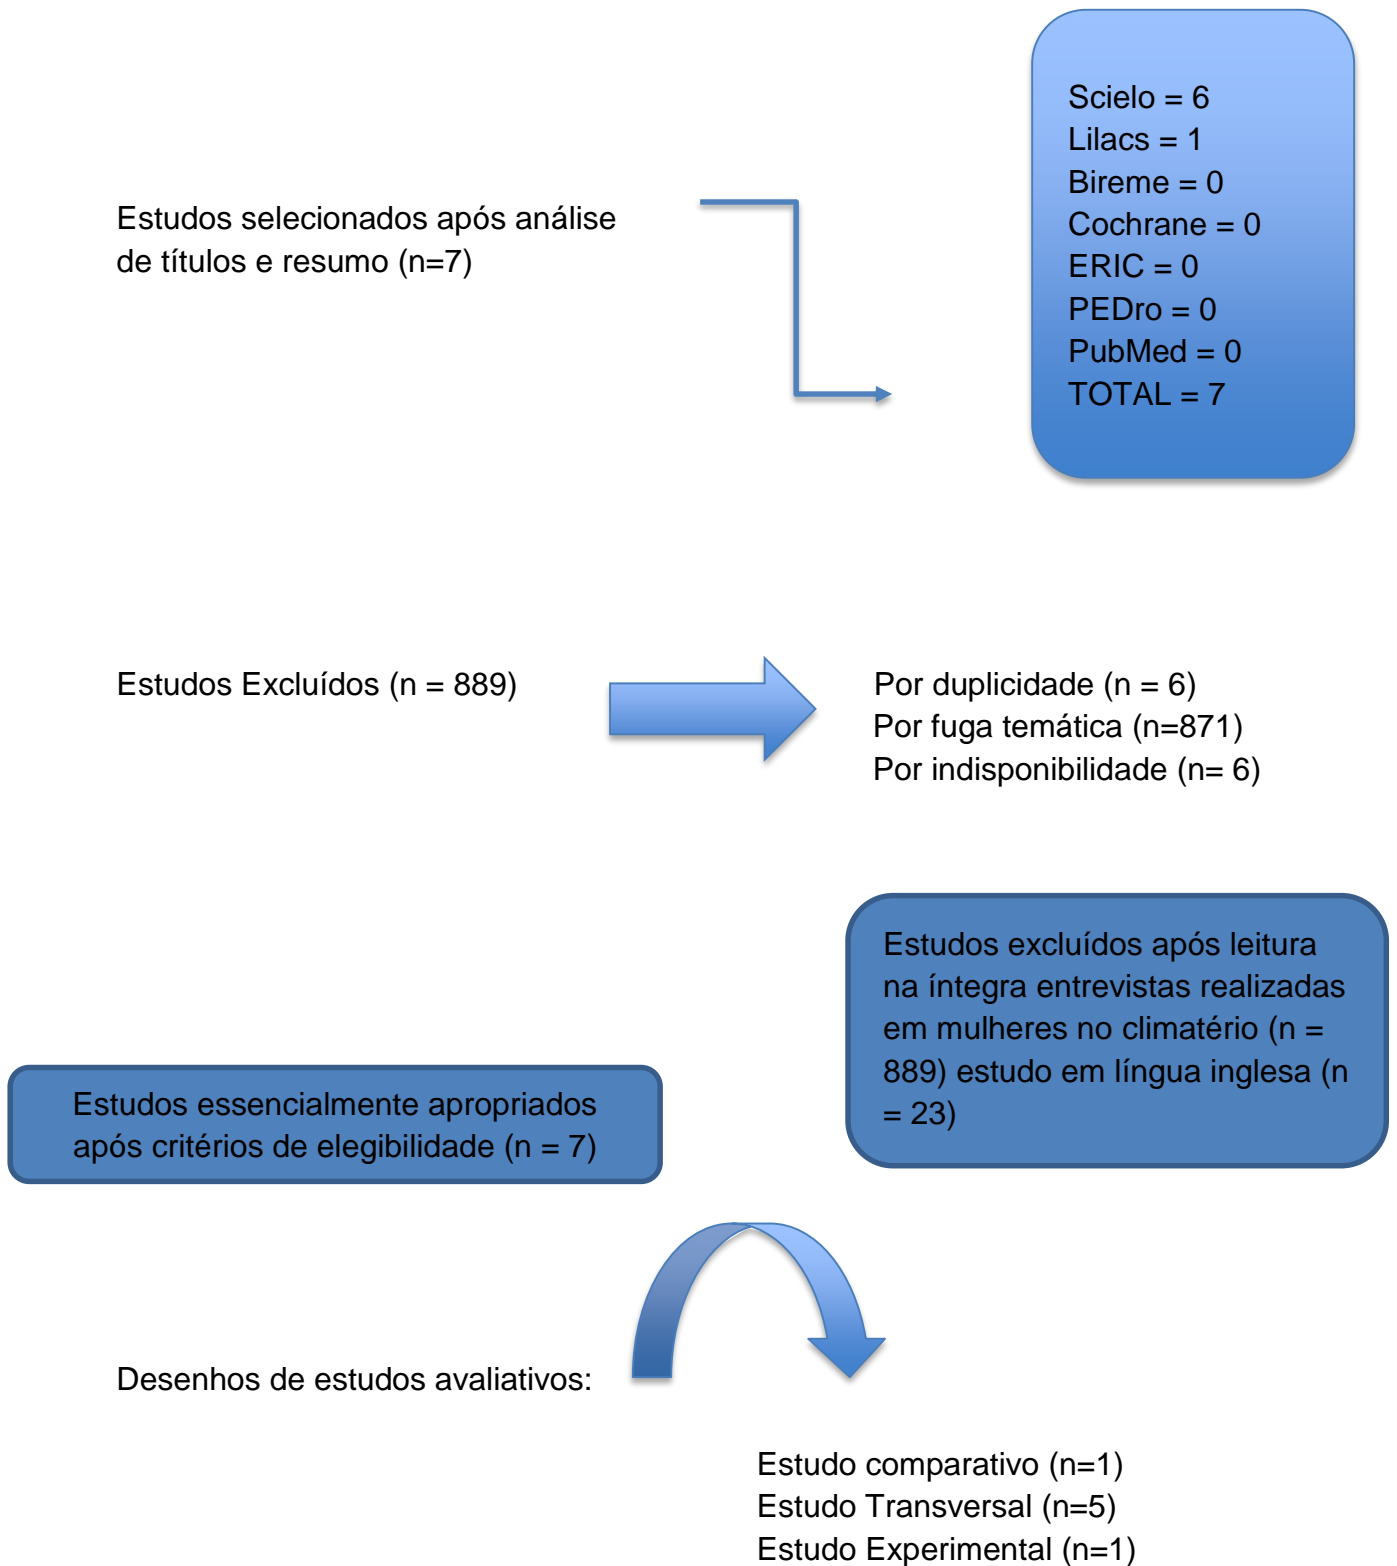 Estudos selecionados após análise
de títulos e resumo (n=7)
Scielo = 6
Lilacs = 1
Bireme = 0
Cochrane = 0
ERIC = 0
PEDro = 0
PubMed = 0
TOTAL = 7
Estudos Excluídos (n = 889)
Por duplicidade (n = 6)
Por fuga temática (n=871)
Por indisponibilidade (n= 6)
Estudos excluídos após leitura
na íntegra entrevistas realizadas
em mulheres no climatério (n =
889) estudo em língua inglesa (n
= 23)
Estudos essencialmente apropriados
após critérios de elegibilidade (n = 7)
Desenhos de estudos avaliativos:
Estudo comparativo (n=1)
Estudo Transversal (n=5)
Estudo Experimental (n=1)